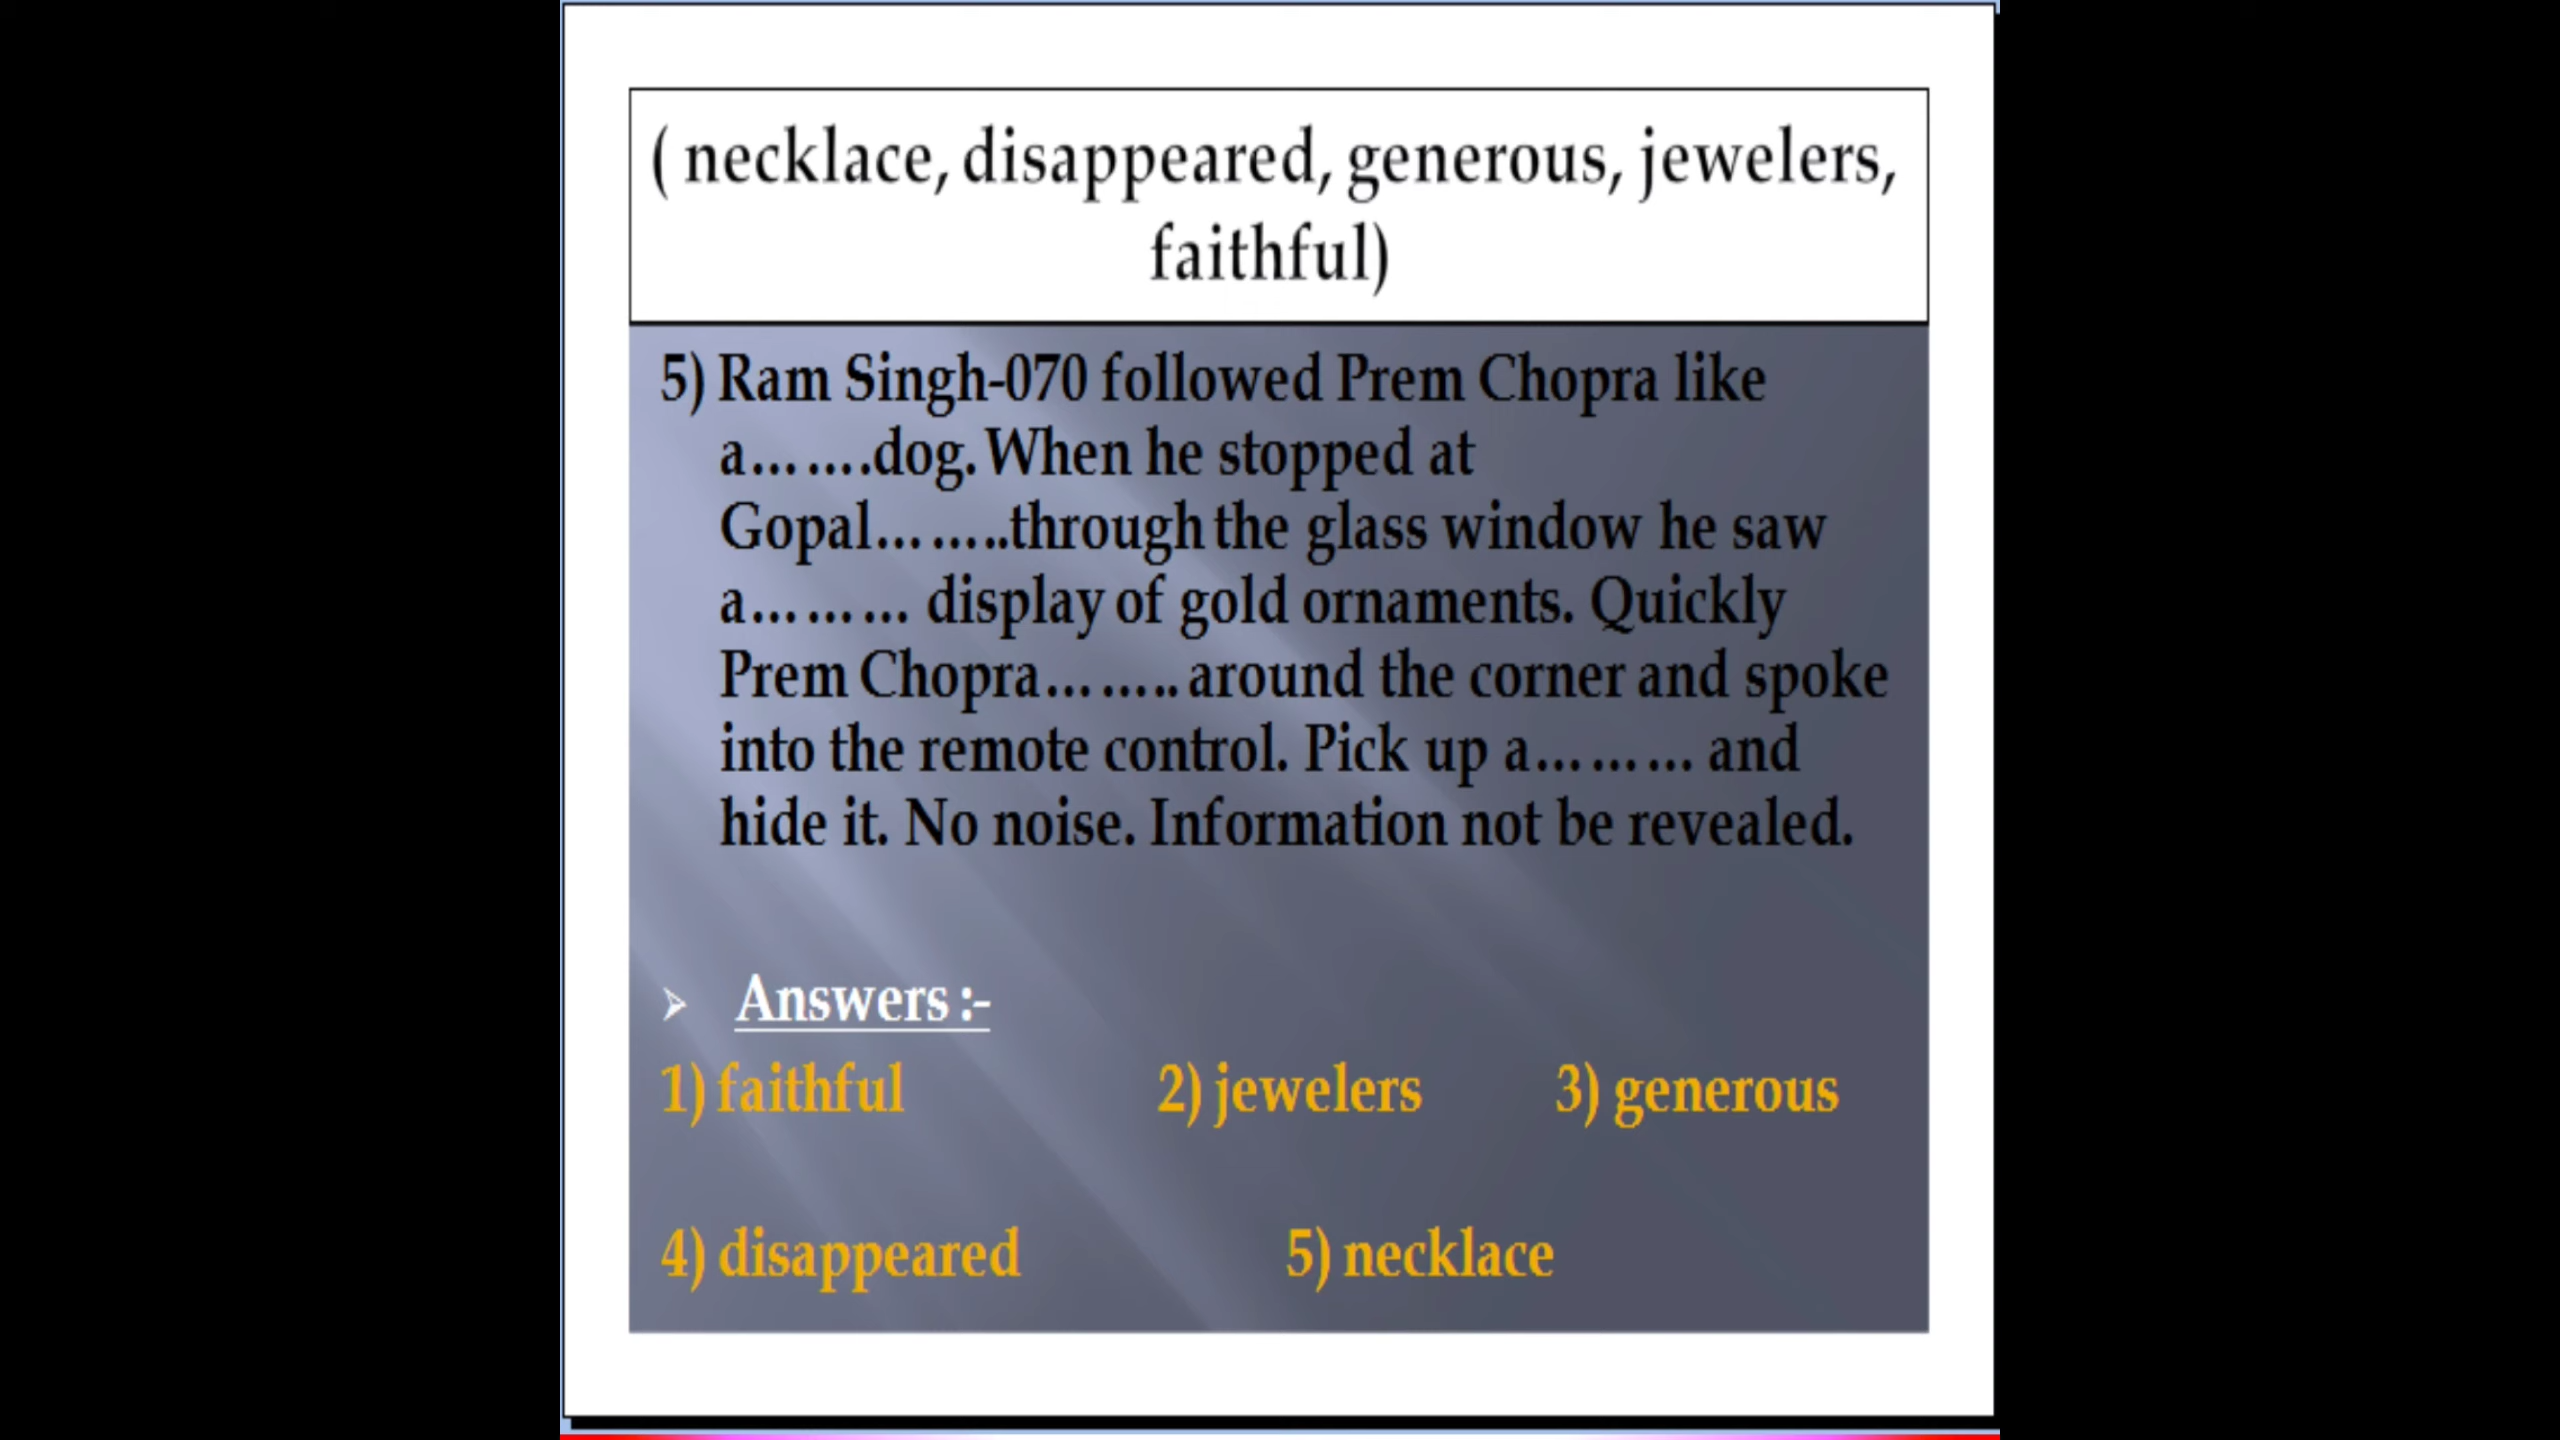 ( necklace, disappeared, generous, jewelers,
faithful)
5) Ram Singh-070 followed Prem Chopra like
a…….dog. When he stopped at
Gopal……..through the glass window he saw
a……… display of gold ornaments. Quickly
Prem Chopra…….. around the corner and spoke
into the remote control. Pick up a……… and
hide it. No noise. Information not be revealed.
➢ Answers :-
1) faithful 2) jewelers 3) generous
4) disappeared 5) necklace